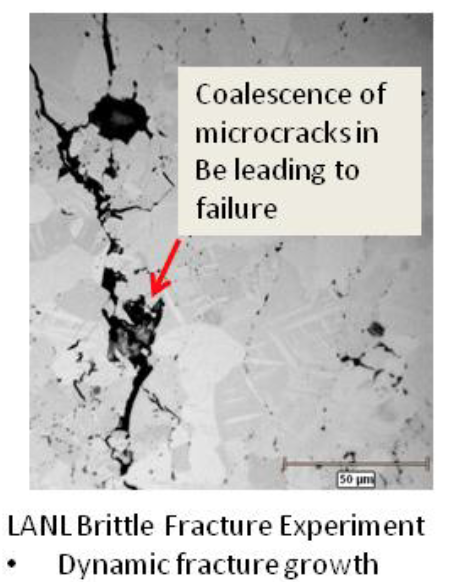 Coalescence of
microcracks in
Be leading to
failure
50 µm
LANL Brittle Fracture Experiment
• Dynamic fracture growth